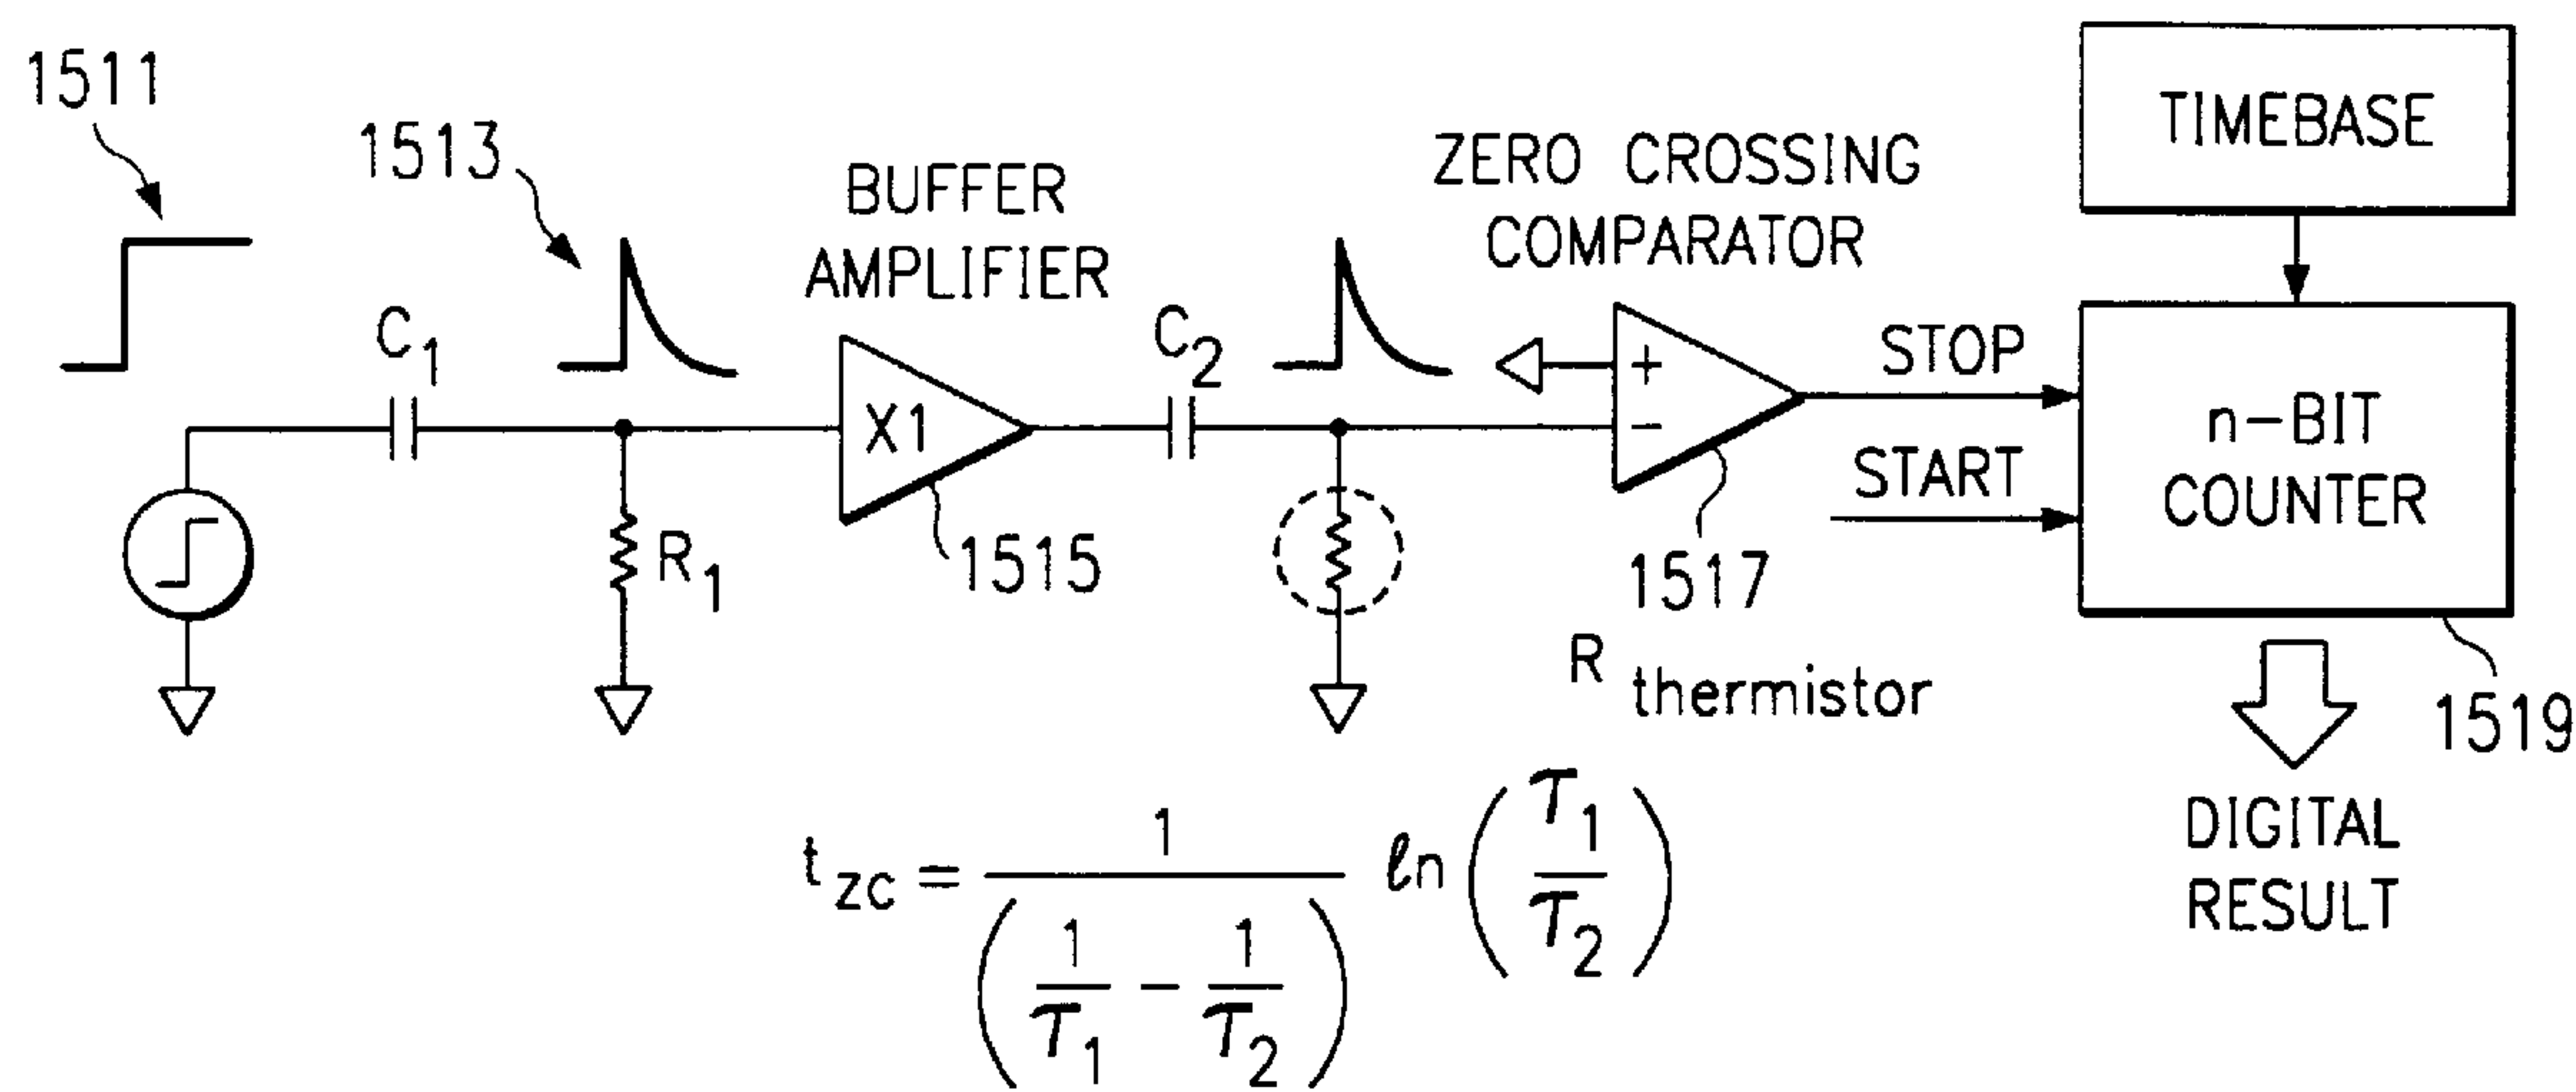 1511
1513
BUFFER
AMPLIFIER
ZERO CROSSING
COMPARATOR
TIMEBASE
C1
C2
X1
+
−
STOP
START
n-BIT
COUNTER
R1
1515
1517
R thermistor
1519
DIGITAL
RESULT
t_zc = 1 / (1/τ1 − 1/τ2) ℓn (τ1/τ2)